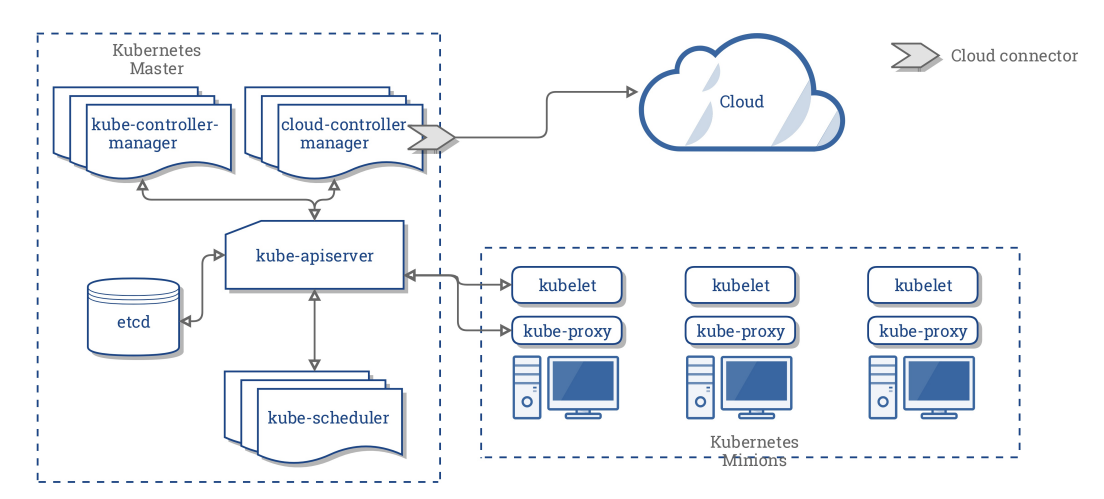 Kubernetes
Master
Cloud connector
kube-controller-
manager
cloud-controller
manager
Cloud
kube-apiserver
etcd
kube-scheduler
kubelet
kubelet
kubelet
kube-proxy
kube-proxy
kube-proxy
Kubernetes
Minions